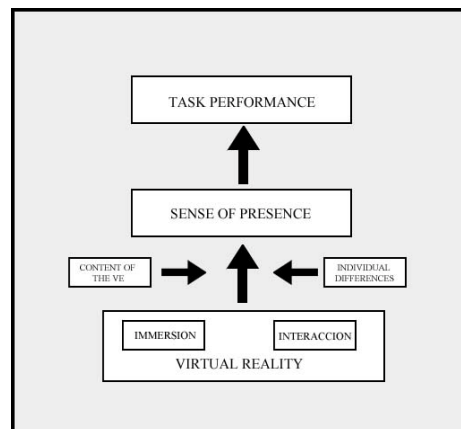 TASK PERFORMANCE
SENSE OF PRESENCE
CONTENT OF
THE VE
INDIVIDUAL
DIFFERENCES
IMMERSION
INTERACCION
VIRTUAL REALITY